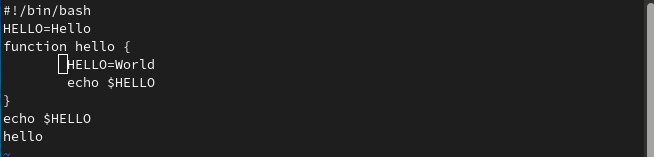 #!/bin/bash
HELLO=Hello
function hello {
        HELLO=World
        echo $HELLO
}
echo $HELLO
hello
~